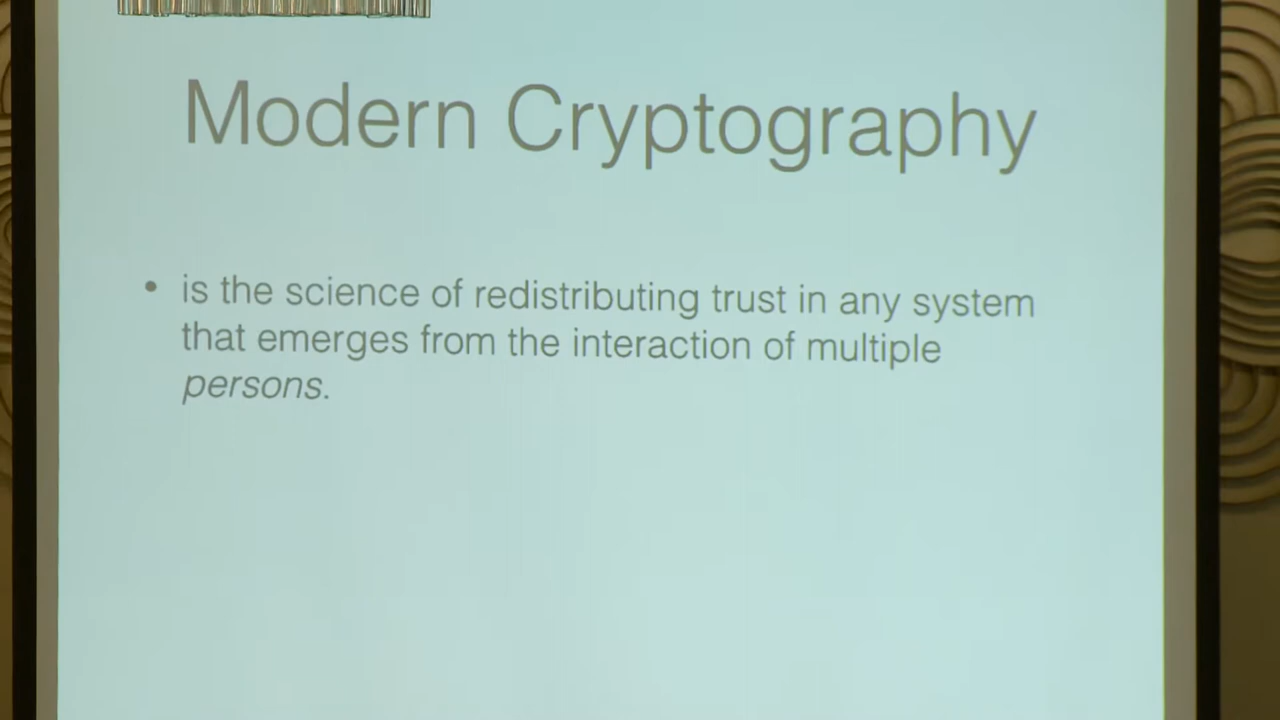 Modern Cryptography
• is the science of redistributing trust in any system
that emerges from the interaction of multiple
persons.